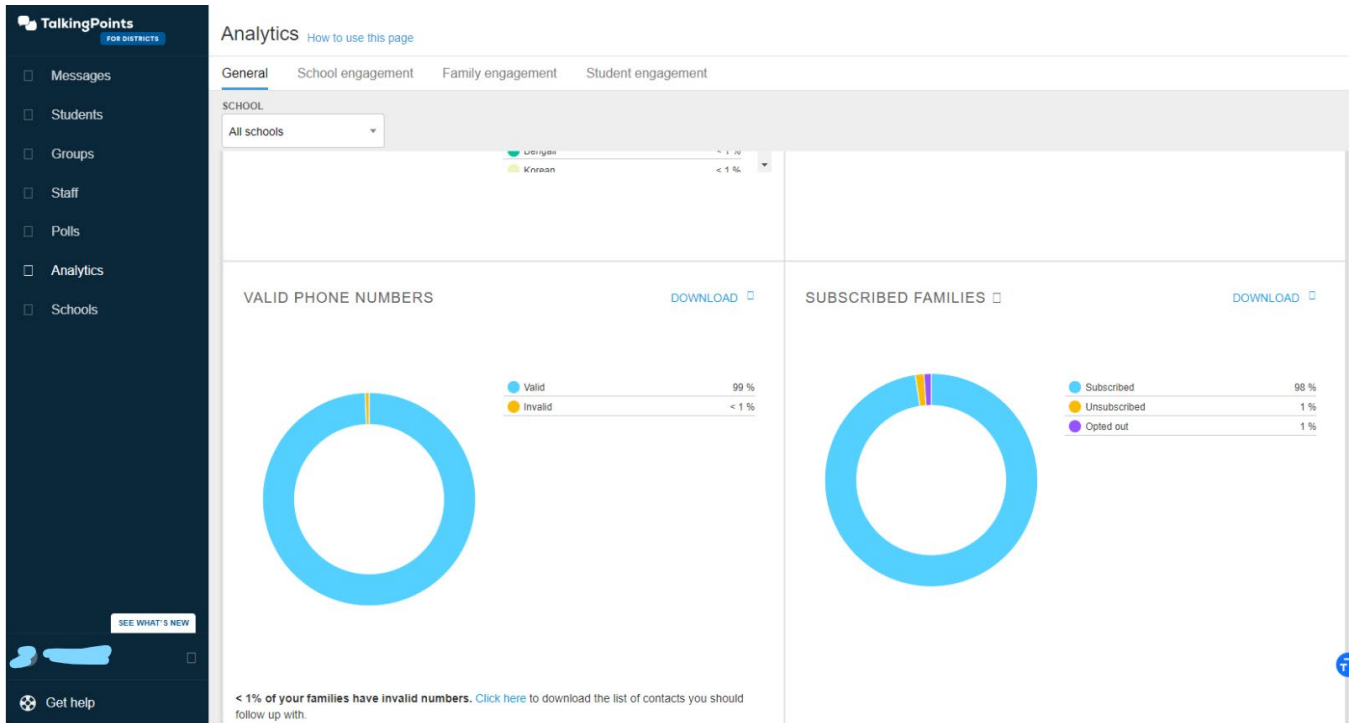 TalkingPoints
FOR DISTRICTS
Messages
Students
Groups
Staff
Polls
Analytics
Schools
SEE WHAT'S NEW
Get help
Analytics How to use this page
General School engagement Family engagement Student engagement
SCHOOL
All schools
Bengali < 1 %
Korean < 1 %
VALID PHONE NUMBERS DOWNLOAD
Valid 99 %
Invalid < 1 %
< 1% of your families have invalid numbers. Click here to download the list of contacts you should
follow up with.
SUBSCRIBED FAMILIES DOWNLOAD
Subscribed 98 %
Unsubscribed 1 %
Opted out 1 %